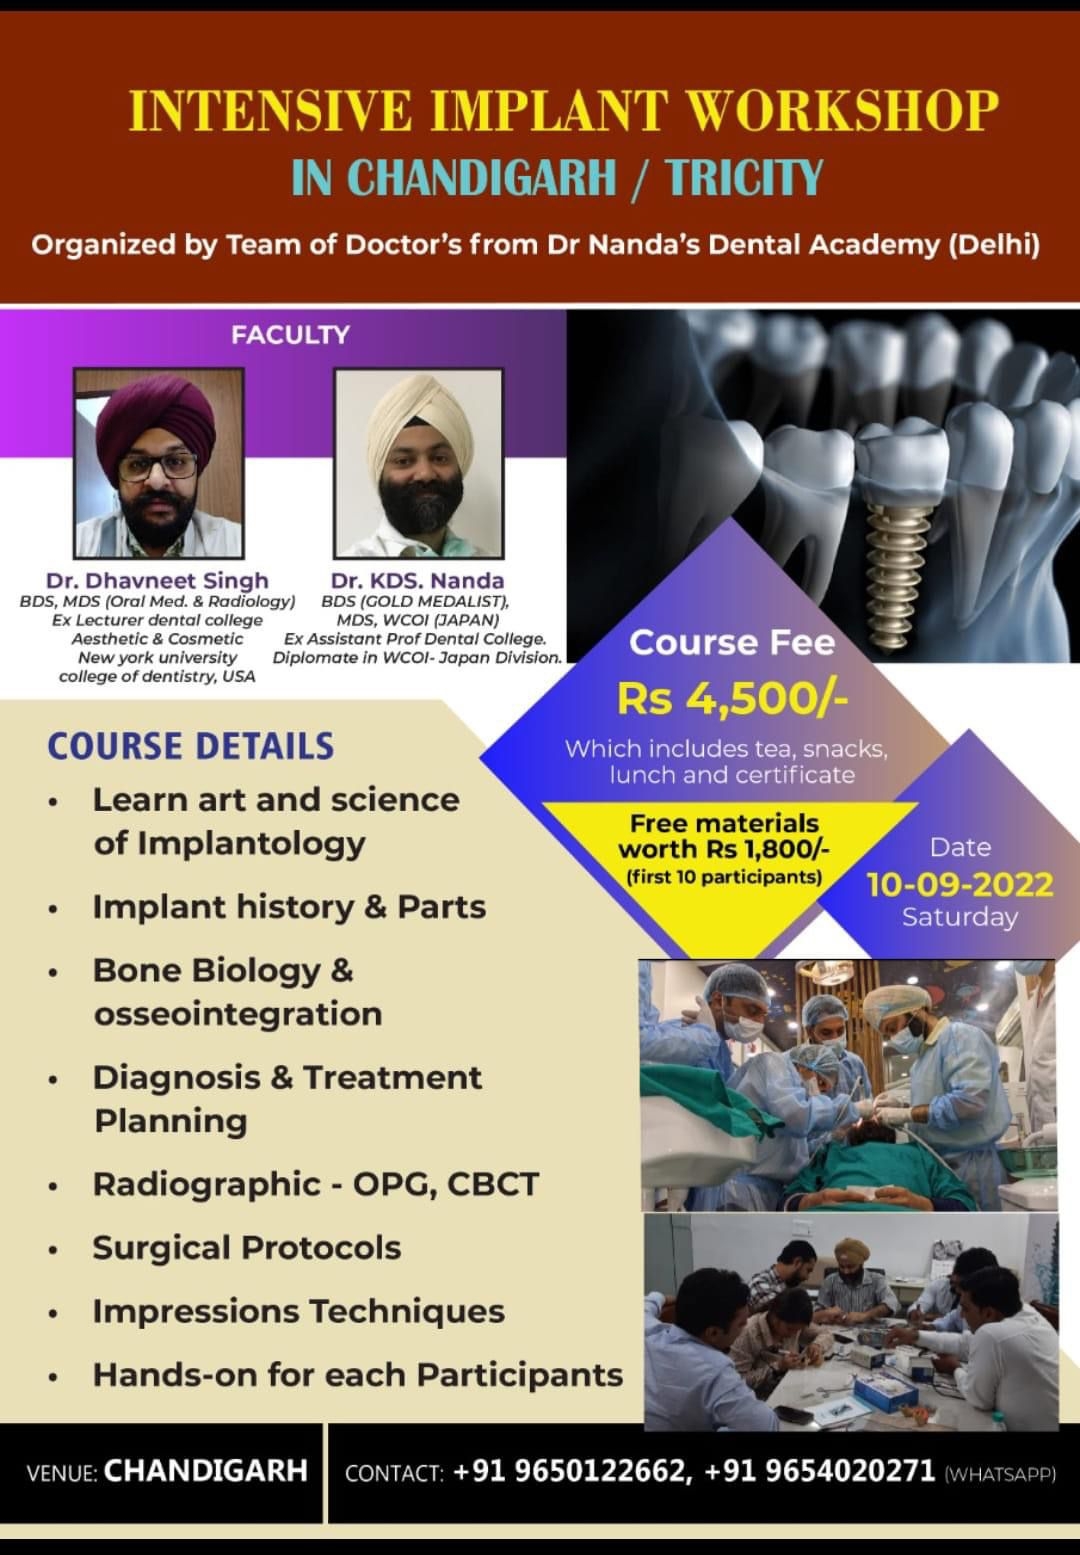 INTENSIVE IMPLANT WORKSHOP
IN CHANDIGARH / TRICITY
Organized by Team of Doctor's from Dr Nanda's Dental Academy (Delhi)
FACULTY
Dr. Dhavneet Singh
BDS, MDS (Oral Med. & Radiology)
Ex Lecturer dental college
Aesthetic & Cosmetic
New york university
college of dentistry, USA
Dr. KDS. Nanda
BDS (GOLD MEDALIST),
MDS, WCOI (JAPAN)
Ex Assistant Prof Dental College.
Diplomate in WCOI- Japan Division.
Course Fee
Rs 4,500/-
Which includes tea, snacks,
lunch and certificate
Free materials
worth Rs 1,800/-
(first 10 participants)
Date
10-09-2022
Saturday
COURSE DETAILS
• Learn art and science
of Implantology
• Implant history & Parts
• Bone Biology &
osseointegration
• Diagnosis & Treatment
Planning
• Radiographic - OPG, CBCT
• Surgical Protocols
• Impressions Techniques
• Hands-on for each Participants
VENUE: CHANDIGARH
CONTACT: +91 9650122662, +91 9654020271 (WHATSAPP)